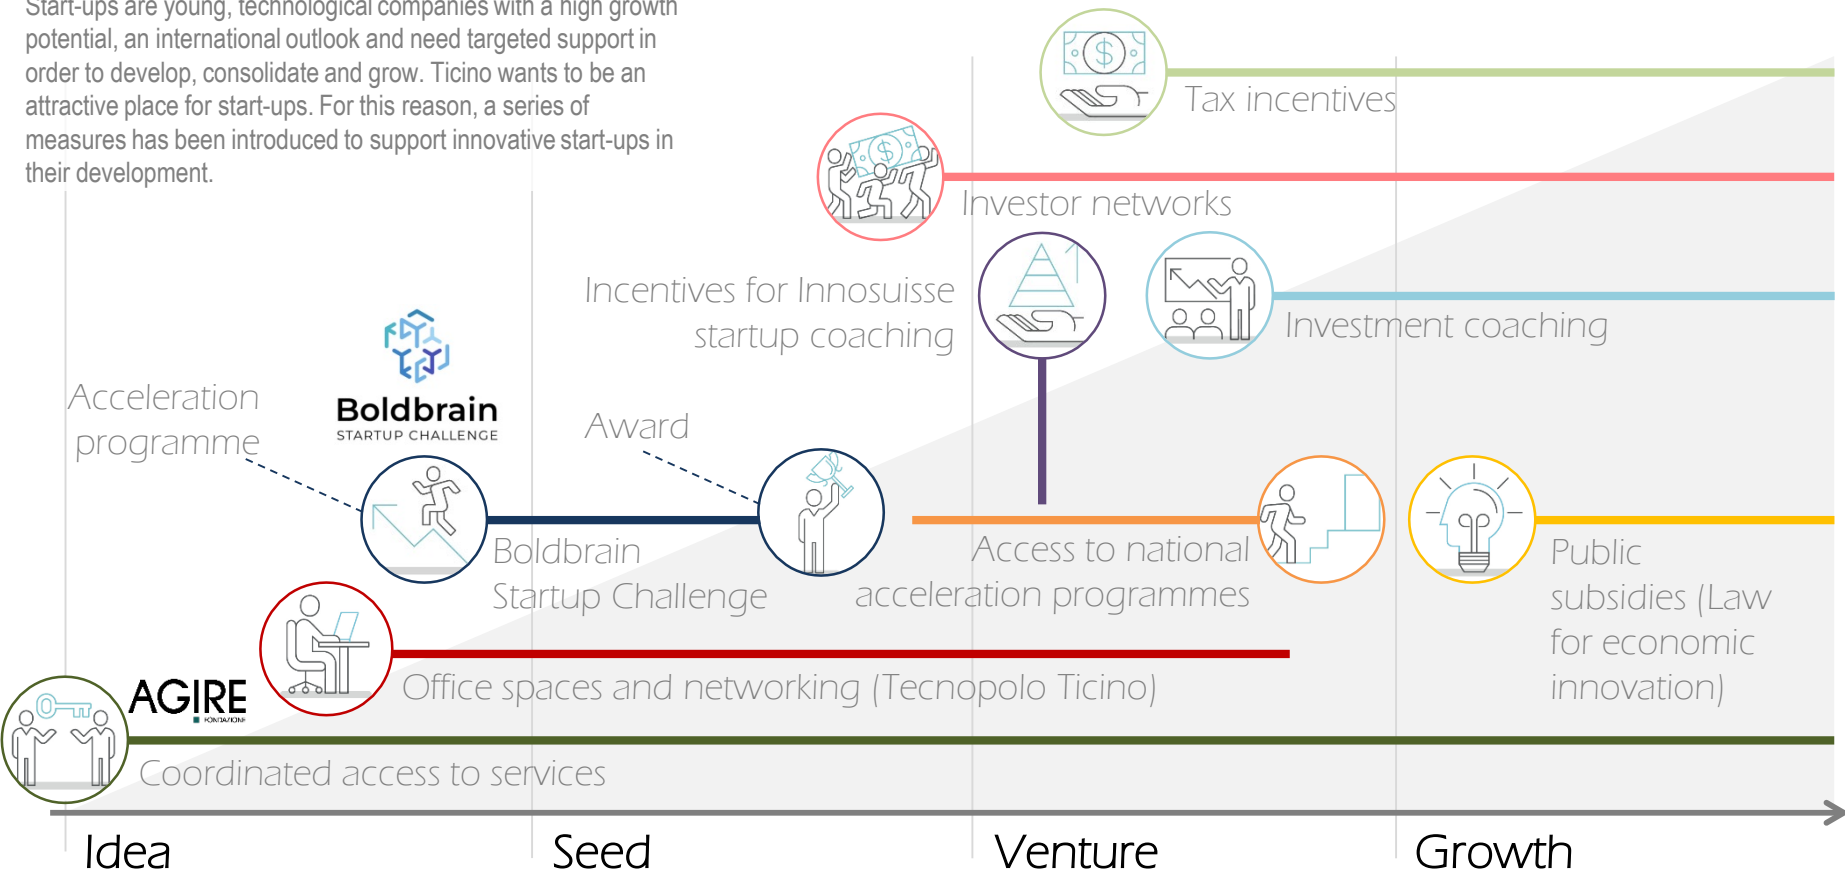 Start-ups are young, technological companies with a high growth
potential, an international outlook and need targeted support in
order to develop, consolidate and grow. Ticino wants to be an
attractive place for start-ups. For this reason, a series of
measures has been introduced to support innovative start-ups in
their development.
Tax incentives
Investor networks
Incentives for Innosuisse
startup coaching
Investment coaching
Acceleration
programme
Boldbrain
STARTUP CHALLENGE
Award
Boldbrain
Startup Challenge
Access to national
acceleration programmes
Public
subsidies (Law
for economic
innovation)
Office spaces and networking (Tecnopolo Ticino)
AGIRE
FONDAZIONE
Coordinated access to services
Idea
Seed
Venture
Growth